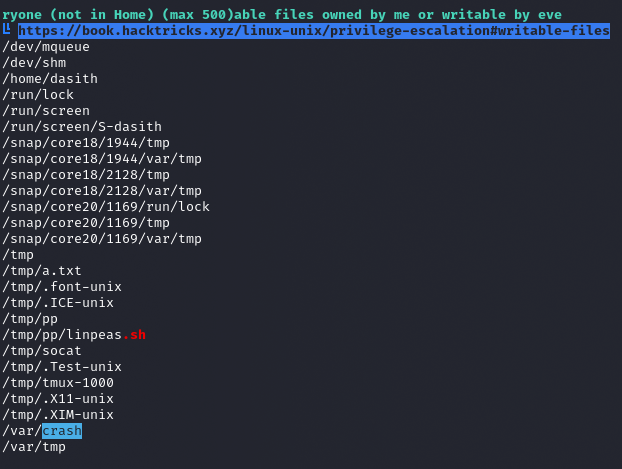 ryone (not in Home) (max 500)able files owned by me or writable by eve
╚ https://book.hacktricks.xyz/linux-unix/privilege-escalation#writable-files
/dev/mqueue
/dev/shm
/home/dasith
/run/lock
/run/screen
/run/screen/S-dasith
/snap/core18/1944/tmp
/snap/core18/1944/var/tmp
/snap/core18/2128/tmp
/snap/core18/2128/var/tmp
/snap/core20/1169/run/lock
/snap/core20/1169/tmp
/snap/core20/1169/var/tmp
/tmp
/tmp/a.txt
/tmp/.font-unix
/tmp/.ICE-unix
/tmp/pp
/tmp/pp/linpeas.sh
/tmp/socat
/tmp/.Test-unix
/tmp/tmux-1000
/tmp/.X11-unix
/tmp/.XIM-unix
/var/crash
/var/tmp